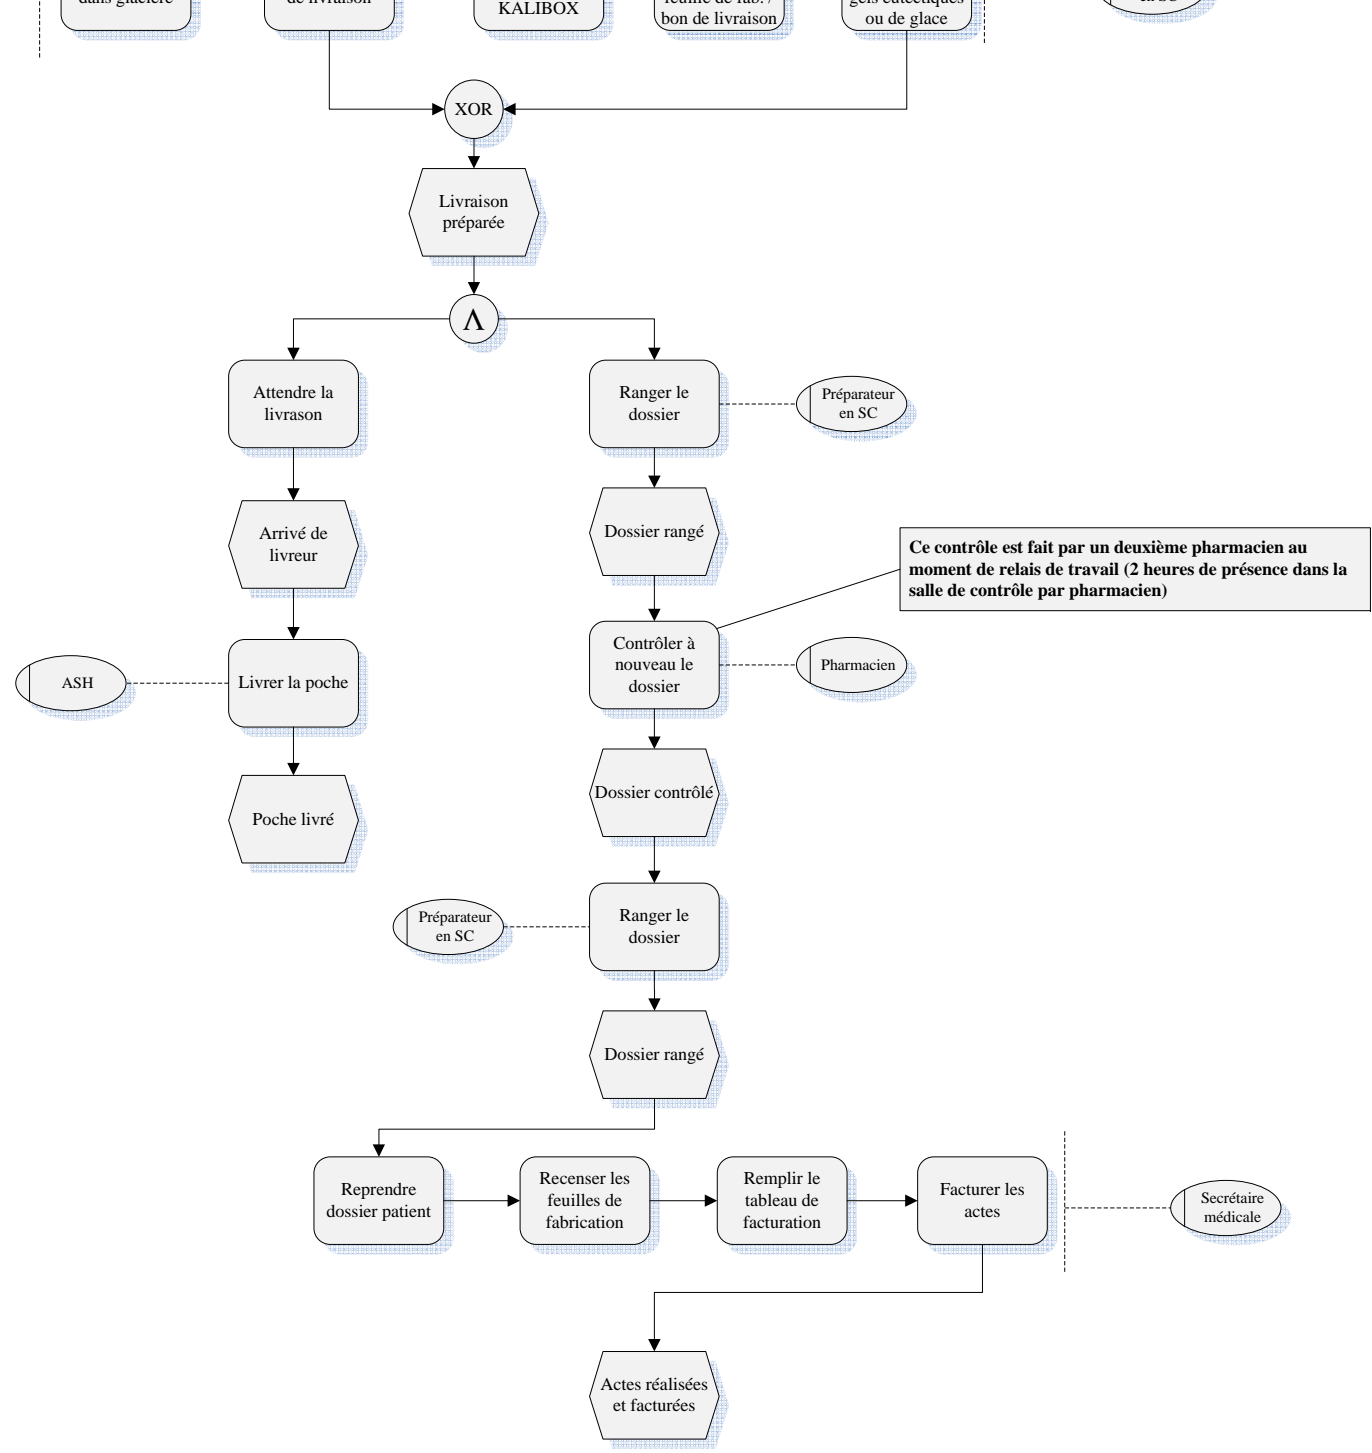 dans glacière
de livraison
KALIBOX
feuille de fab. /
bon de livraison
gels eutectiques
ou de glace
en SC
XOR
Livraison
préparée
Λ
Attendre la
livrason
Ranger le
dossier
Préparateur
en SC
Arrivé de
livreur
Dossier rangé
Ce contrôle est fait par un deuxième pharmacien au
moment de relais de travail (2 heures de présence dans la
salle de contrôle par pharmacien)
ASH
Livrer la poche
Contrôler à
nouveau le
dossier
Pharmacien
Poche livré
Dossier contrôlé
Préparateur
en SC
Ranger le
dossier
Dossier rangé
Reprendre
dossier patient
Recenser les
feuilles de
fabrication
Remplir le
tableau de
facturation
Facturer les
actes
Secrétaire
médicale
Actes réalisées
et facturées